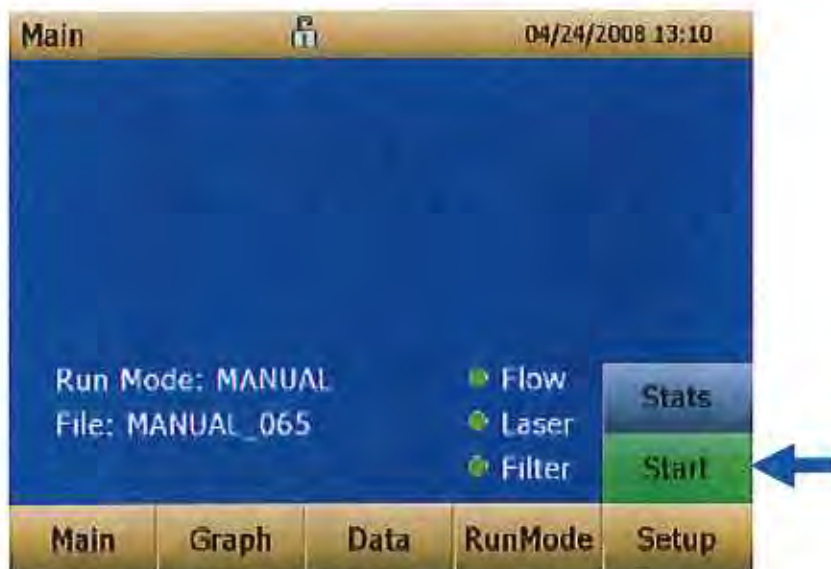 Main 04/24/2008 13:10
Run Mode: MANUAL
File: MANUAL_065
Flow
Laser
Filter
Stats
Start
Main Graph Data RunMode Setup